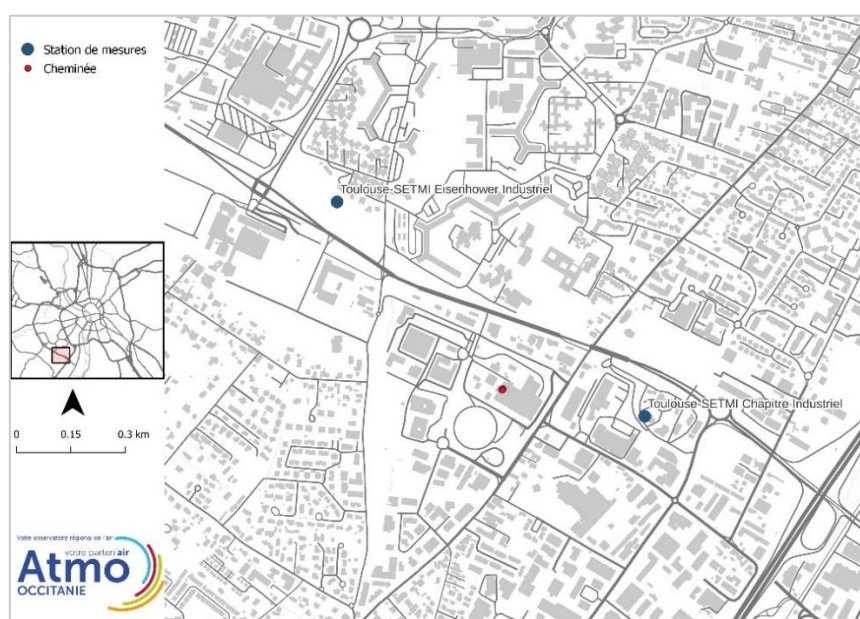 Station de mesures
Cheminée
Toulouse-SETMI Eisenhower Industriel
Toulouse-SETMI Chapitre Industriel
0 0.15 0.3 km
Votre observatoire régional de l'air
votre parten'air
Atmo
OCCITANIE